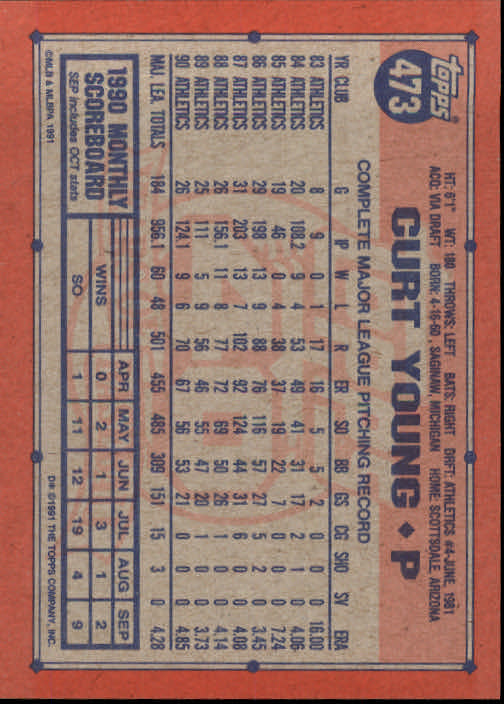 topps®
473
HT: 6'1" WT: 180 THROWS: LEFT BATS: RIGHT DRFT: ATHLETICS #4-JUNE, 1981
ACQ: VIA DRAFT BORN: 4-16-60, SAGINAW, MICHIGAN HOME: SCOTTSDALE, ARIZONA
CURT YOUNG ♦ P
COMPLETE MAJOR LEAGUE PITCHING RECORD
YR CLUB G IP W L R ER SO BB GS CG SHO SV ERA
83 ATHLETICS 8 9 0 1 17 16 5 5 2 0 0 0 16.00
84 ATHLETICS 20 108.2 9 4 53 49 41 31 17 2 1 0 4.06
85 ATHLETICS 19 46 0 4 38 37 19 22 7 0 0 0 7.24
86 ATHLETICS 29 198 13 9 88 76 116 57 27 5 2 0 3.45
87 ATHLETICS 31 203 13 7 102 92 124 44 31 6 0 0 4.08
88 ATHLETICS 26 156.1 11 8 77 72 69 50 26 1 0 0 4.14
89 ATHLETICS 25 111 5 9 56 46 55 47 20 1 0 0 3.73
90 ATHLETICS 26 124.1 9 6 70 67 56 53 21 0 0 0 4.85
MAJ. LEA. TOTALS 184 956.1 60 48 501 455 485 309 151 15 3 0 4.28
1990 MONTHLY
SCOREBOARD
SEP includes OCT stats
APR MAY JUN JUL AUG SEP
WINS 0 2 1 3 1 2
SO 1 11 12 19 4 9
©MLB & MLBPA 1991
D* ©1991 THE TOPPS COMPANY, INC.